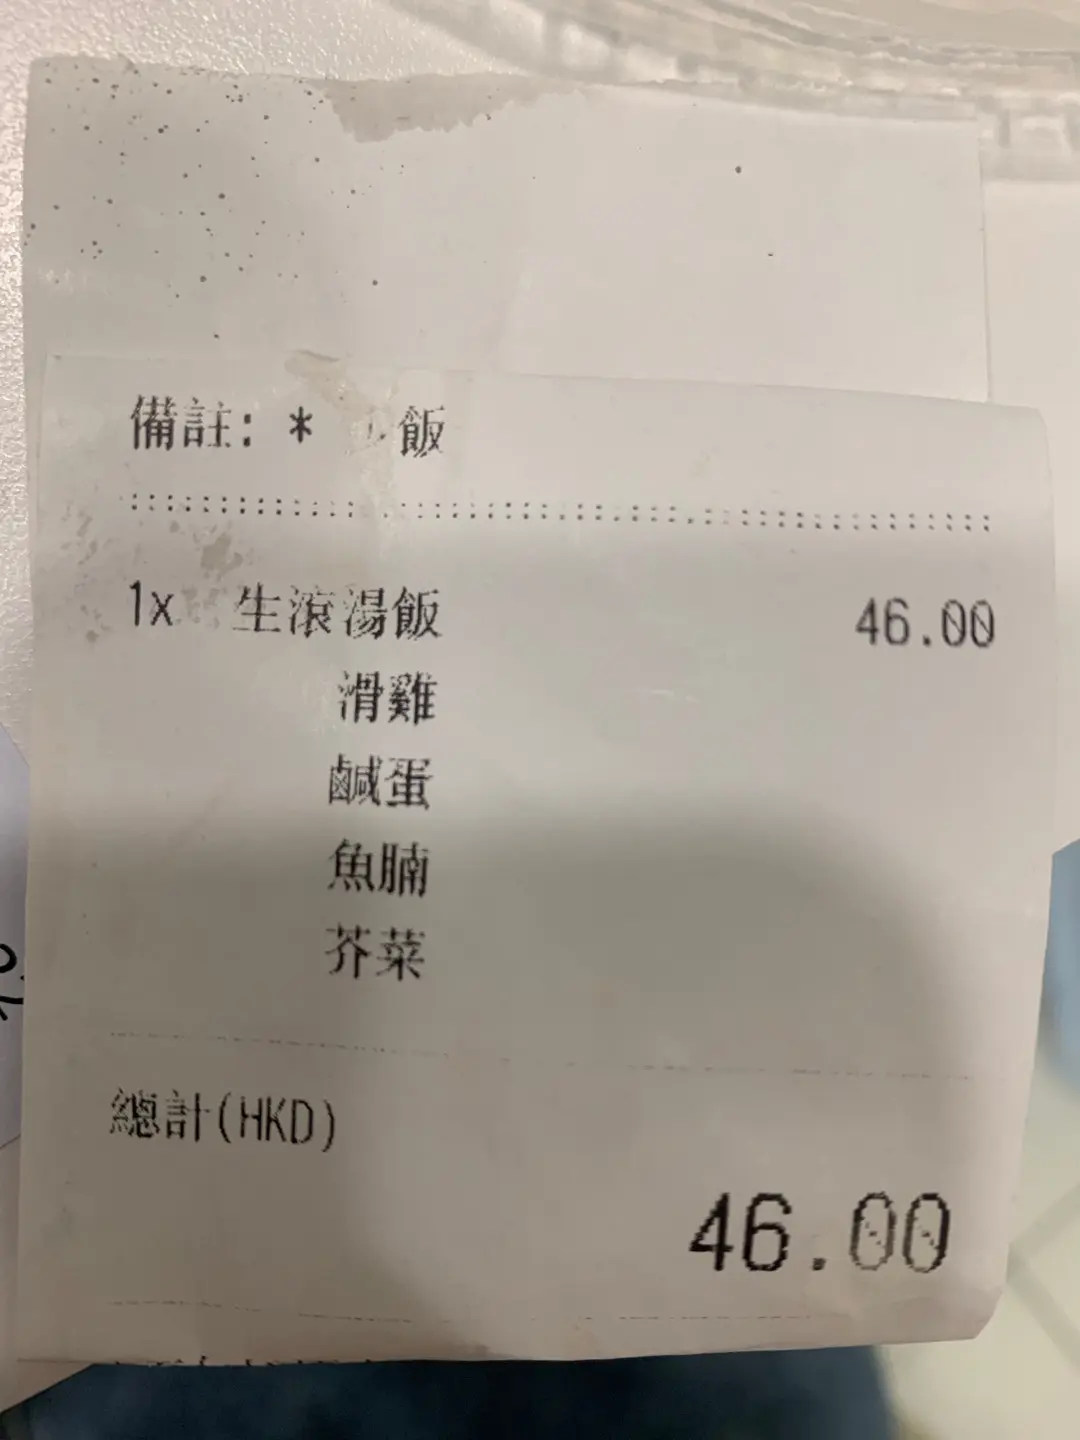 備註: * 飯
1x 生滾湯飯 46.00
滑雞
鹹蛋
魚腩
芥菜
總計(HKD)
46.00